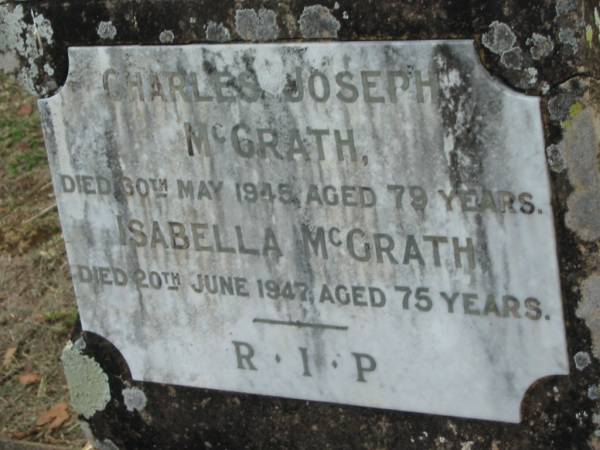 CHARLES JOSEPH
McGRATH,
DIED 30TH MAY 1945, AGED 79 YEARS.
ISABELLA McGRATH
DIED 20TH JUNE 1947, AGED 75 YEARS.
R·I·P